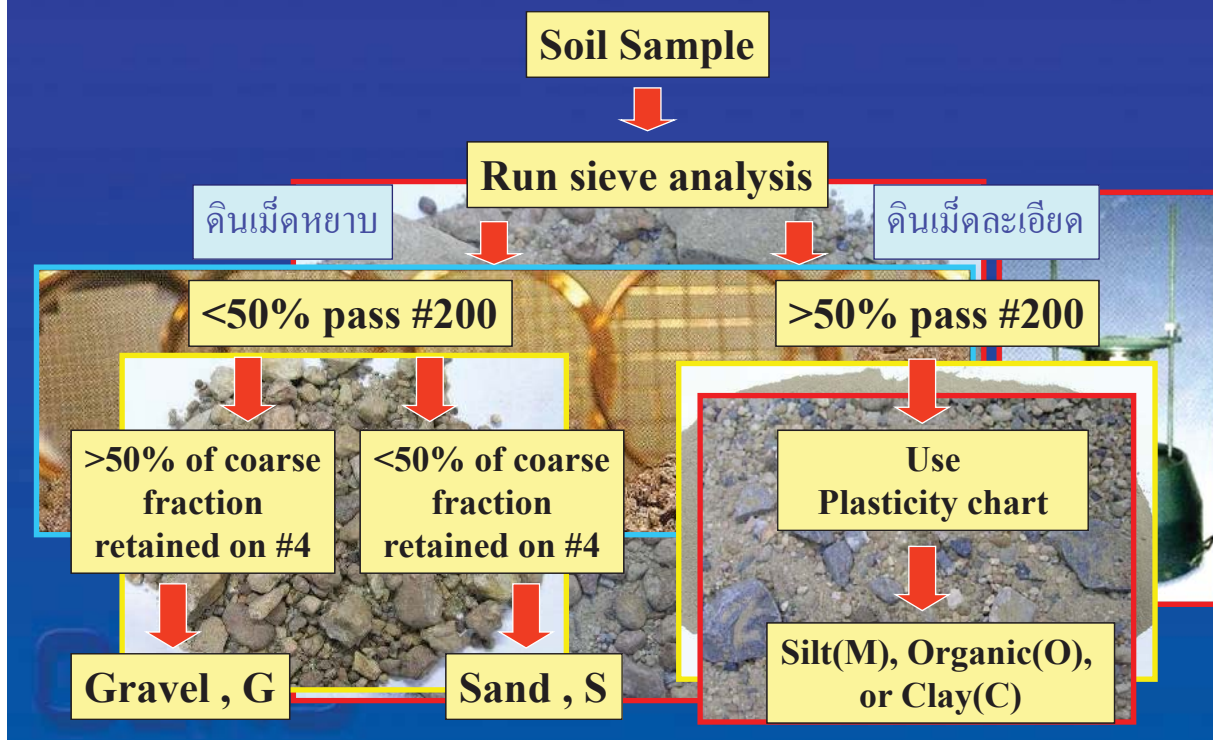 Soil Sample
Run sieve analysis
ดินเม็ดหยาบ
ดินเม็ดละเอียด
<50% pass #200
>50% pass #200
>50% of coarse
fraction
retained on #4
<50% of coarse
fraction
retained on #4
Use
Plasticity chart
Gravel , G
Sand , S
Silt(M), Organic(O),
or Clay(C)